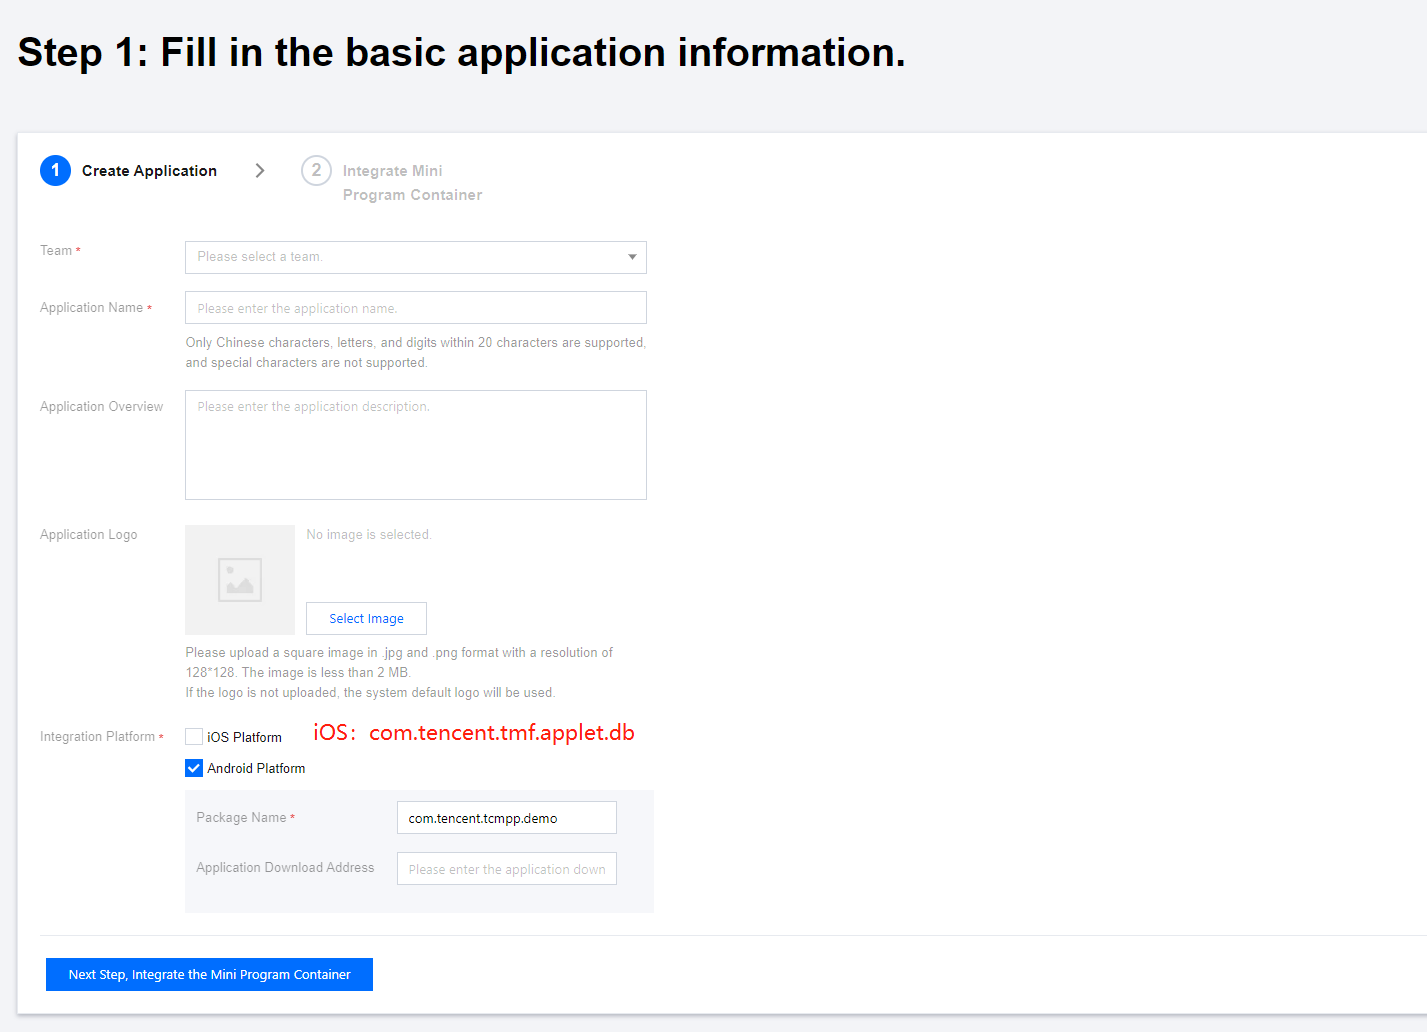 Step 1: Fill in the basic application information.
1 Create Application
2 Integrate Mini
Program Container
Team *
Please select a team.
Application Name *
Please enter the application name.
Only Chinese characters, letters, and digits within 20 characters are supported,
and special characters are not supported.
Application Overview
Please enter the application description.
Application Logo
No image is selected.
Select Image
Please upload a square image in .jpg and .png format with a resolution of
128*128. The image is less than 2 MB.
If the logo is not uploaded, the system default logo will be used.
Integration Platform *
iOS Platform
iOS：com.tencent.tmf.applet.db
Android Platform
Package Name *
com.tencent.tcmpp.demo
Application Download Address
Please enter the application down
Next Step, Integrate the Mini Program Container